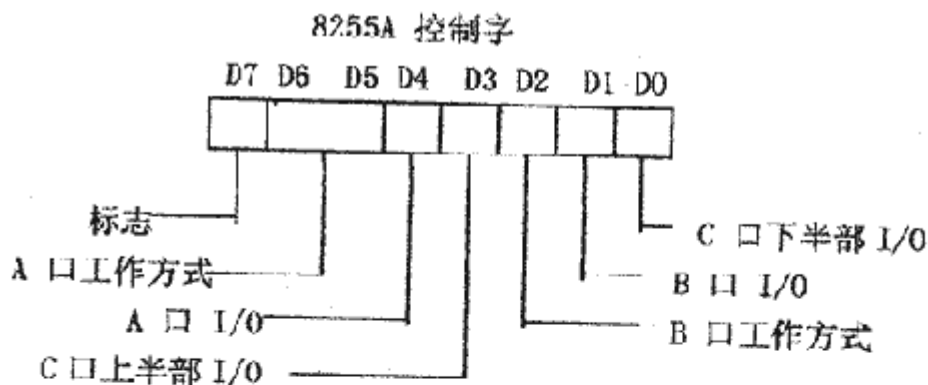 8255A 控制字
D7 D6 D5 D4 D3 D2 D1 D0
标志
C 口下半部 I/O
A 口工作方式
B 口 I/O
A 口 I/O
B 口工作方式
C 口上半部 I/O